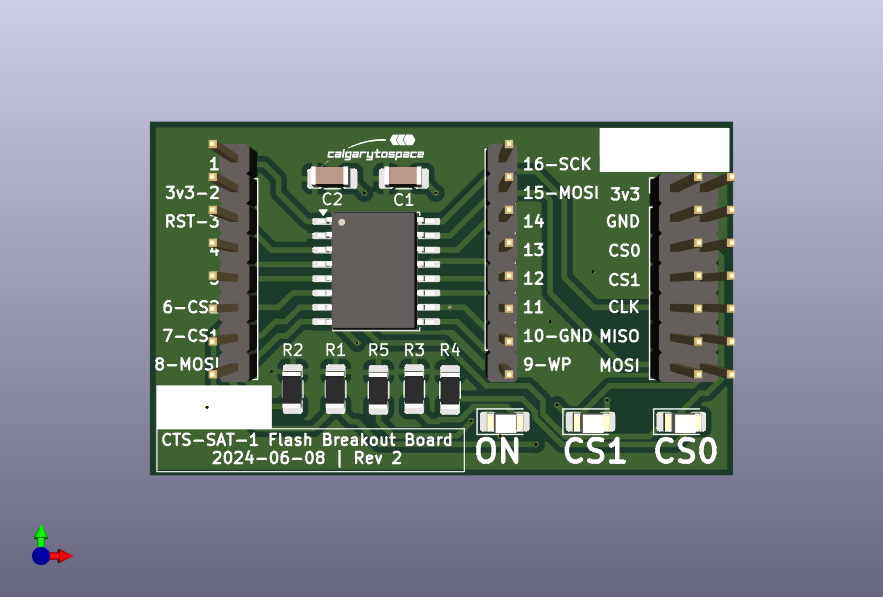 calgarytospace
C2
C1
1
3v3-2
RST-3
4
6-CS2
7-CS1
8-MOSI
16-SCK
15-MOSI
14
13
12
11
10-GND
9-WP
3v3
GND
CS0
CS1
CLK
MISO
MOSI
R2
R1
R5
R3
R4
ON
CS1
CS0
CTS-SAT-1 Flash Breakout Board
2024-06-08 | Rev 2